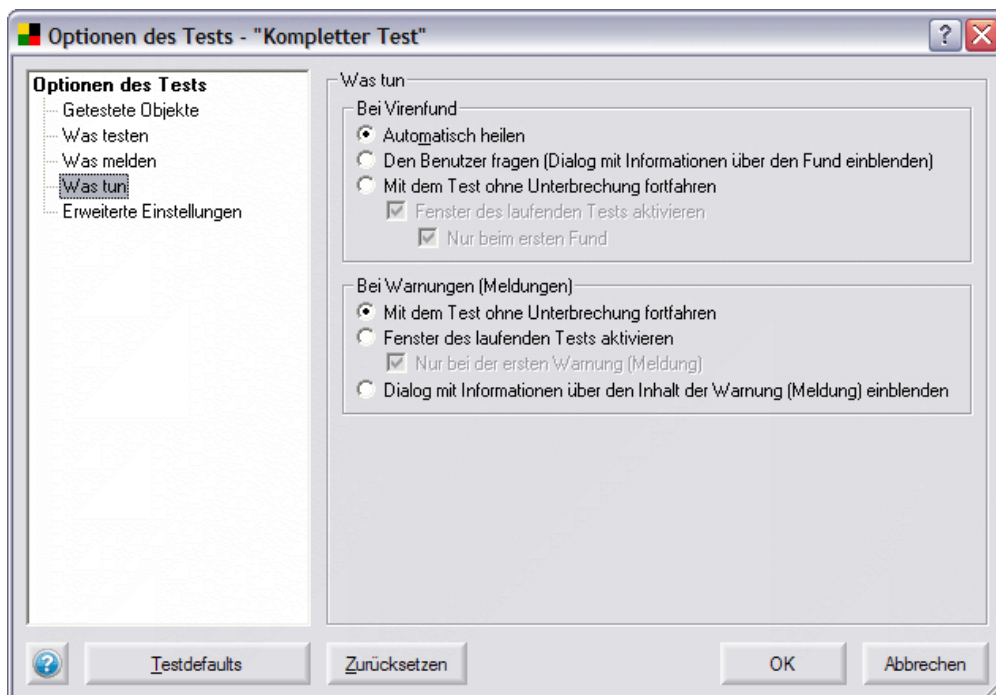 Optionen des Tests - "Kompletter Test"
Optionen des Tests
Getestete Objekte
Was testen
Was melden
Was tun
Erweiterte Einstellungen
Was tun
Bei Virenfund
Automatisch heilen
Den Benutzer fragen (Dialog mit Informationen über den Fund einblenden)
Mit dem Test ohne Unterbrechung fortfahren
Fenster des laufenden Tests aktivieren
Nur beim ersten Fund
Bei Warnungen (Meldungen)
Mit dem Test ohne Unterbrechung fortfahren
Fenster des laufenden Tests aktivieren
Nur bei der ersten Warnung (Meldung)
Dialog mit Informationen über den Inhalt der Warnung (Meldung) einblenden
Testdefaults
Zurücksetzen
OK
Abbrechen